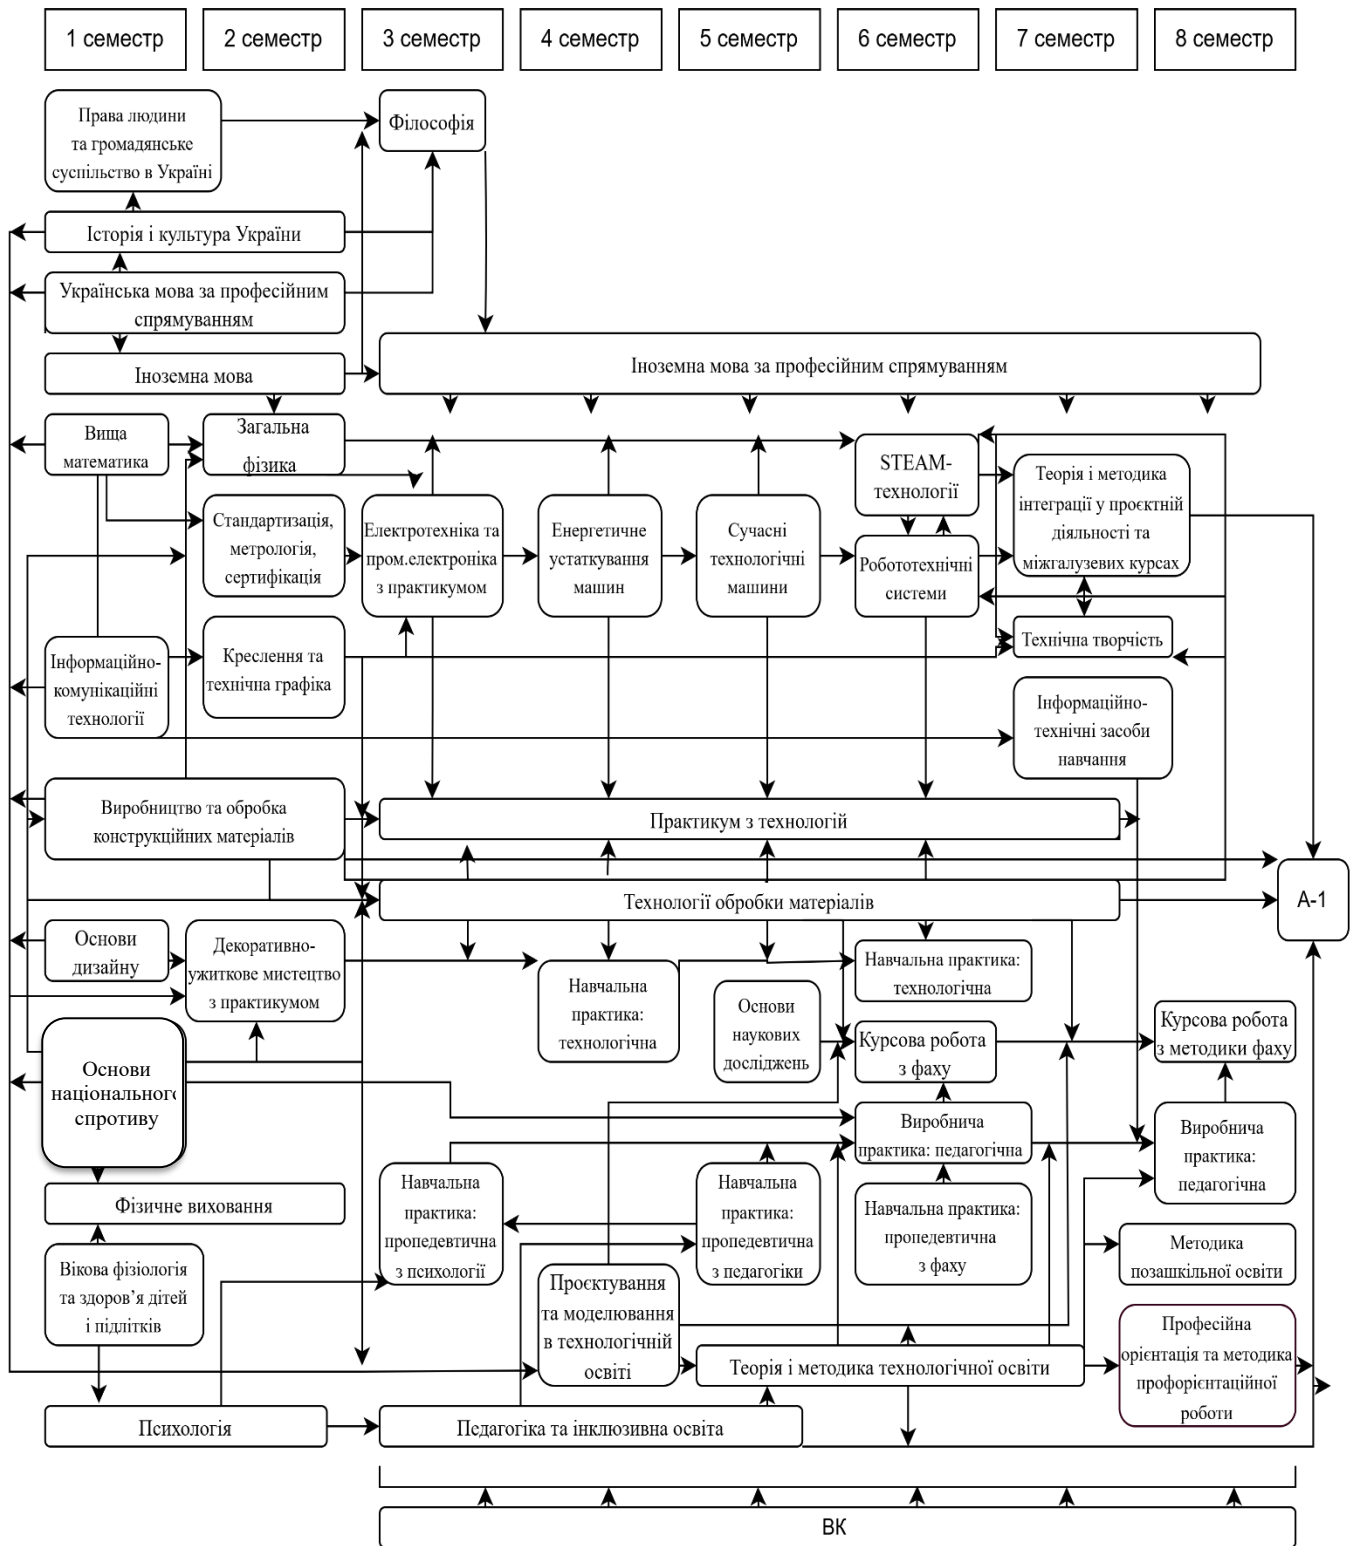 1 семестр
2 семестр
3 семестр
4 семестр
5 семестр
6 семестр
7 семестр
8 семестр
Права людини
та громадянське
суспільство в Україні
Філософія
Історія і культура України
Українська мова за професійним
спрямуванням
Іноземна мова
Іноземна мова за професійним спрямуванням
Вища
математика
Загальна
фізика
STEAM-
технології
Теорія і методика
інтеграції у проєктній
діяльності та
міжгалузевих курсах
Стандартизація,
метрологія,
сертифікація
Електротехніка та
пром.електроніка
з практикумом
Енергетичне
устаткування
машин
Сучасні
технологічні
машини
Робототехнічні
системи
Інформаційно-
комунікаційні
технології
Креслення та
технічна графіка
Технічна творчість
Інформаційно-
технічні засоби
навчання
Виробництво та обробка
конструкційних матеріалів
Практикум з технологій
Технології обробки матеріалів
А-1
Основи
дизайну
Декоративно-
ужиткове мистецтво
з практикумом
Навчальна
практика:
технологічна
Навчальна практика:
технологічна
Основи
наукових
досліджень
Курсова робота
з фаху
Курсова робота
з методики фаху
Основи
національного
спротиву
Виробнича
практика: педагогічна
Виробнича
практика:
педагогічна
Фізичне виховання
Навчальна
практика:
пропедевтична
з психології
Навчальна
практика:
пропедевтична
з педагогіки
Навчальна практика:
пропедевтична
з фаху
Методика
позашкільної освіти
Вікова фізіологія
та здоров’я дітей
і підлітків
Проєктування
та моделювання
в технологічній
освіті
Теорія і методика технологічної освіти
Професійна
орієнтація та методика
профорієнтаційної
роботи
Психологія
Педагогіка та інклюзивна освіта
ВК